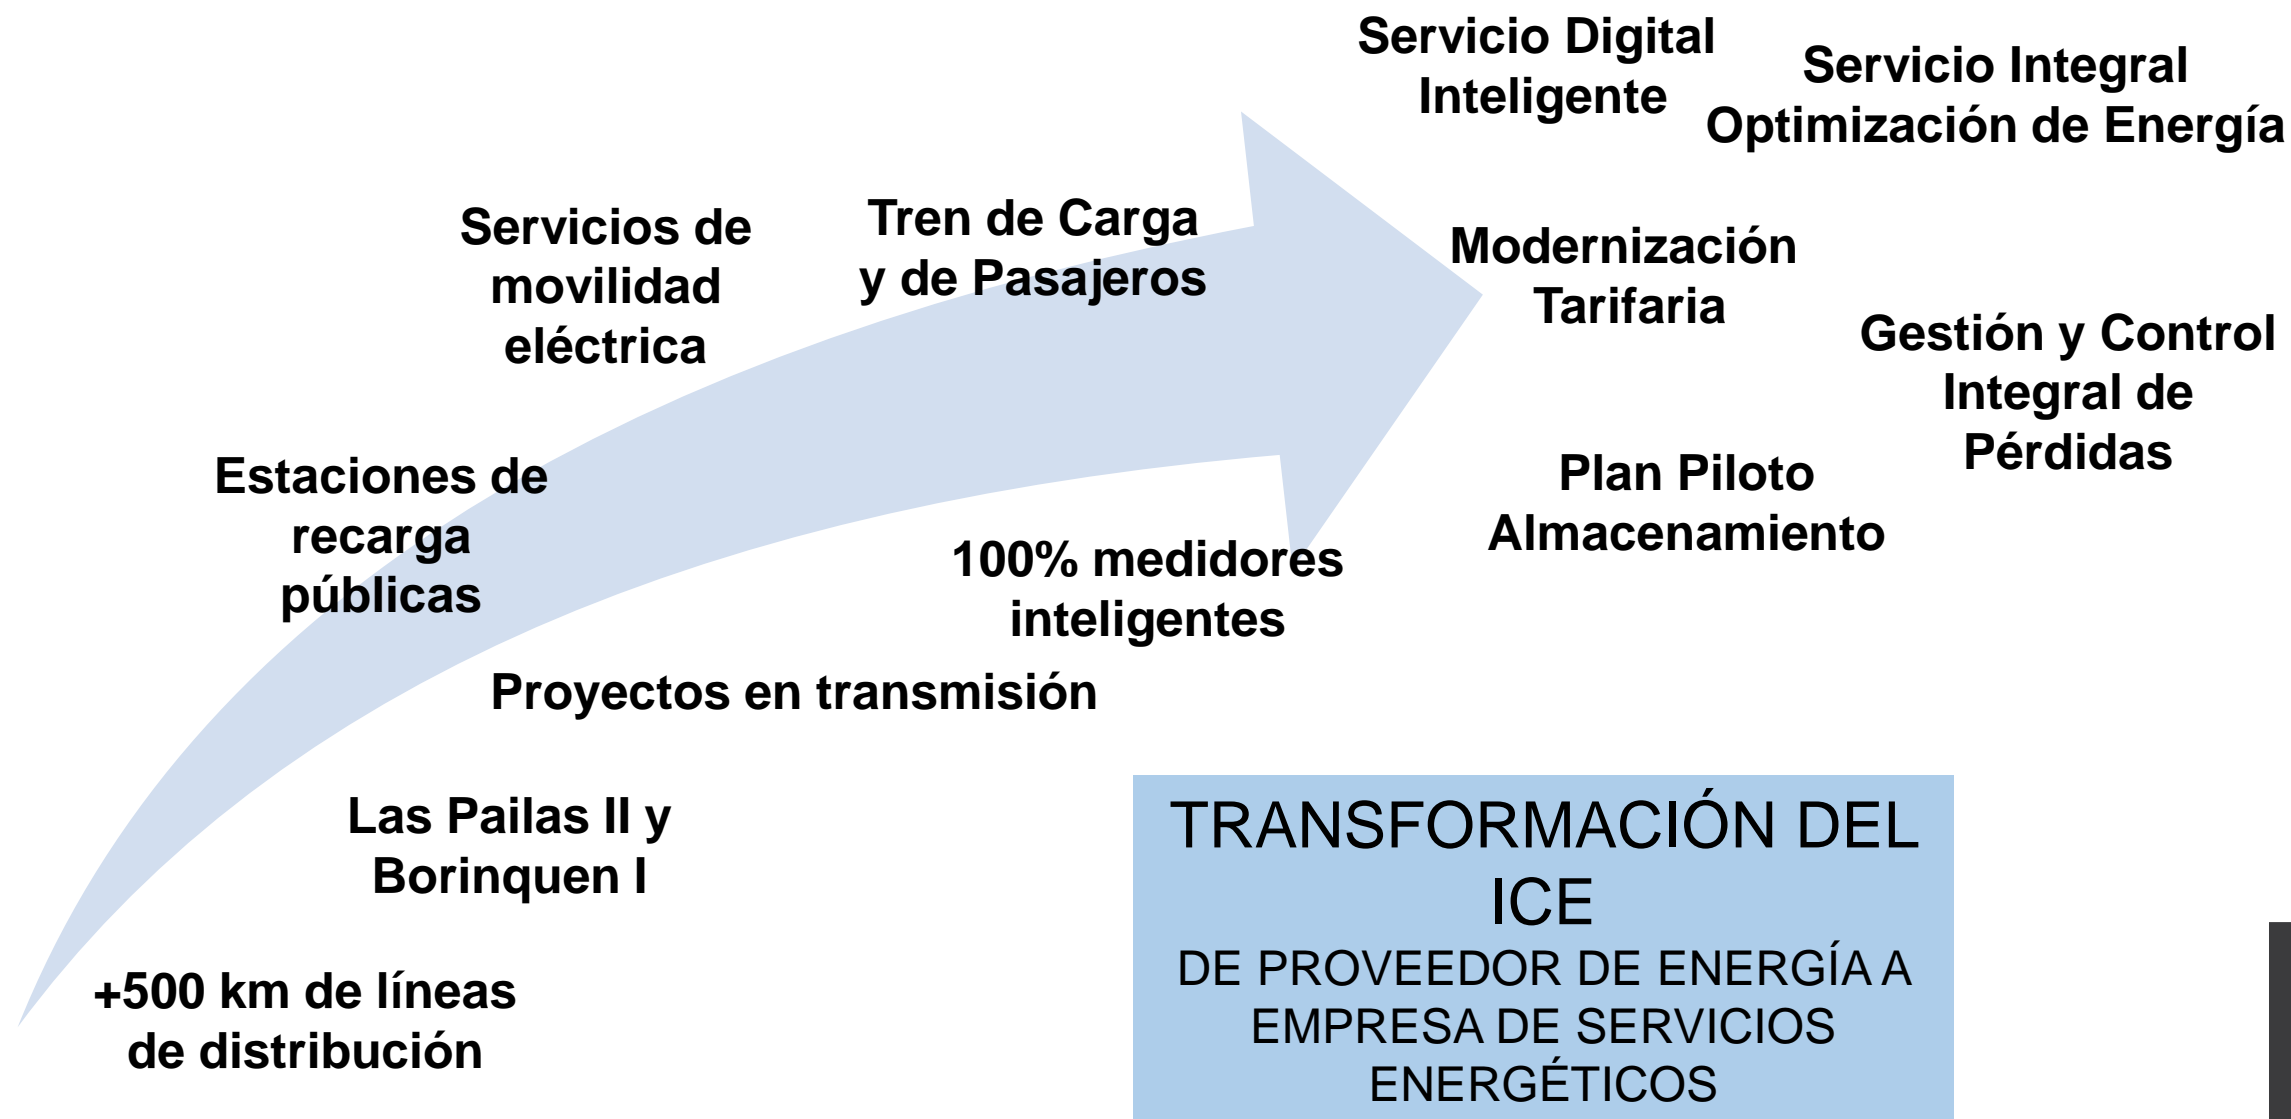 Servicio Digital
Inteligente
Servicio Integral
Optimización de Energía
Servicios de
movilidad
eléctrica
Tren de Carga
y de Pasajeros
Modernización
Tarifaria
Gestión y Control
Integral de
Pérdidas
Estaciones de
recarga
públicas
Plan Piloto
Almacenamiento
100% medidores
inteligentes
Proyectos en transmisión
Las Pailas II y
Borinquen I
+500 km de líneas
de distribución
TRANSFORMACIÓN DEL
ICE
DE PROVEEDOR DE ENERGÍA A
EMPRESA DE SERVICIOS
ENERGÉTICOS